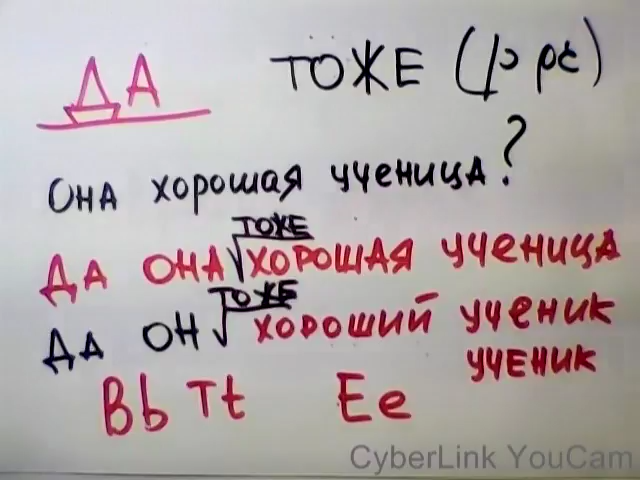 ДА ТОЖЕ
Она хорошая ученица?
ДА ОНА ТОЖЕ ХОРОШАЯ УЧЕНИЦА
ДА ОН ТОЖЕ ХОРОШИЙ УЧЕНИК
УЧЕНИК
Bb Tt Ee
CyberLink YouCam